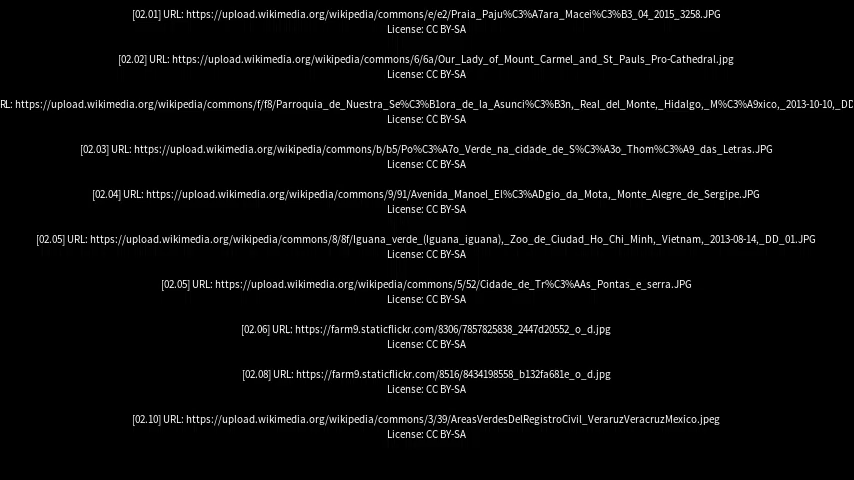 [02.01] URL: https://upload.wikimedia.org/wikipedia/commons/e/e2/Praia_Paju%C3%A7ara_Macei%C3%B3_04_2015_3258.JPG
License: CC BY-SA
[02.02] URL: https://upload.wikimedia.org/wikipedia/commons/6/6a/Our_Lady_of_Mount_Carmel_and_St_Pauls_Pro-Cathedral.jpg
License: CC BY-SA
RL: https://upload.wikimedia.org/wikipedia/commons/f/f8/Parroquia_de_Nuestra_Se%C3%B1ora_de_la_Asunci%C3%B3n,_Real_del_Monte,_Hidalgo,_M%C3%A9xico,_2013-10-10,_DD
License: CC BY-SA
[02.03] URL: https://upload.wikimedia.org/wikipedia/commons/b/b5/Po%C3%A7o_Verde_na_cidade_de_S%C3%A3o_Thom%C3%A9_das_Letras.JPG
License: CC BY-SA
[02.04] URL: https://upload.wikimedia.org/wikipedia/commons/9/91/Avenida_Manoel_El%C3%ADgio_da_Mota,_Monte_Alegre_de_Sergipe.JPG
License: CC BY-SA
[02.05] URL: https://upload.wikimedia.org/wikipedia/commons/8/8f/Iguana_verde_(Iguana_iguana),_Zoo_de_Ciudad_Ho_Chi_Minh,_Vietnam,_2013-08-14,_DD_01.JPG
License: CC BY-SA
[02.05] URL: https://upload.wikimedia.org/wikipedia/commons/5/52/Cidade_de_Tr%C3%AAs_Pontas_e_serra.JPG
License: CC BY-SA
[02.06] URL: https://farm9.staticflickr.com/8306/7857825838_2447d20552_o_d.jpg
License: CC BY-SA
[02.08] URL: https://farm9.staticflickr.com/8516/8434198558_b132fa681e_o_d.jpg
License: CC BY-SA
[02.10] URL: https://upload.wikimedia.org/wikipedia/commons/3/39/AreasVerdesDelRegistroCivil_VeraruzVeracruzMexico.jpeg
License: CC BY-SA